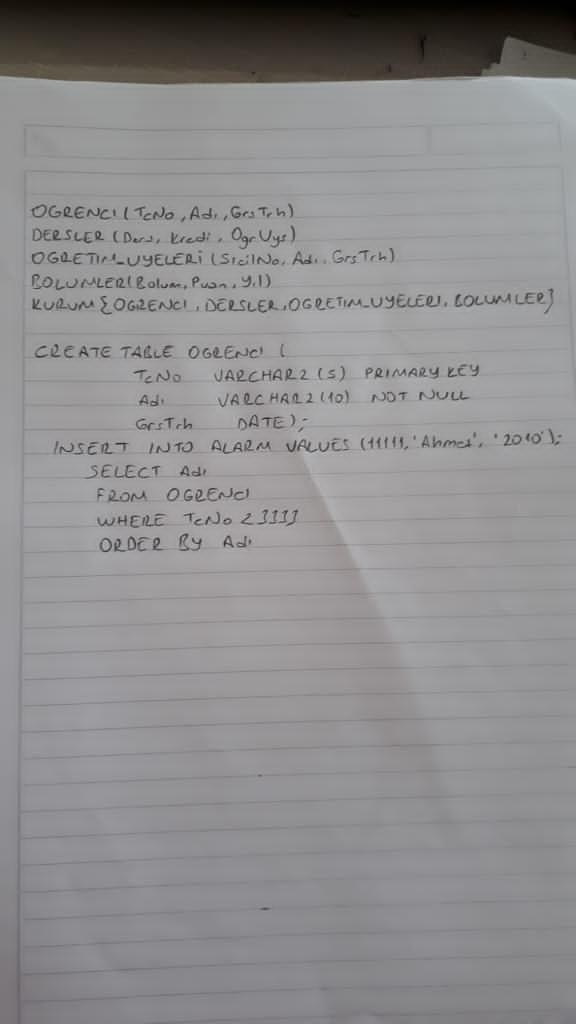 OGRENCI (TcNo, Adı, GrsTrh)
DERSLER (Ders, Kredi, OgrUys)
OGRETIM_UYELERİ (SicilNo, Adı, GrsTrh)
BOLUMLER (Bolum, Puan, Yıl)
KURUM {OGRENCI, DERSLER, OGRETIM_UYELERI, BOLUMLER}
CREATE TABLE OGRENCI (
TcNo VARCHAR2 (5) PRIMARY KEY
Adı VARCHAR2 (10) NOT NULL
GrsTrh DATE);
INSERT INTO ALARM VALUES (11111, 'Ahmet', '2010');
SELECT Adı
FROM OGRENCI
WHERE TcNo
ORDER BY Adı